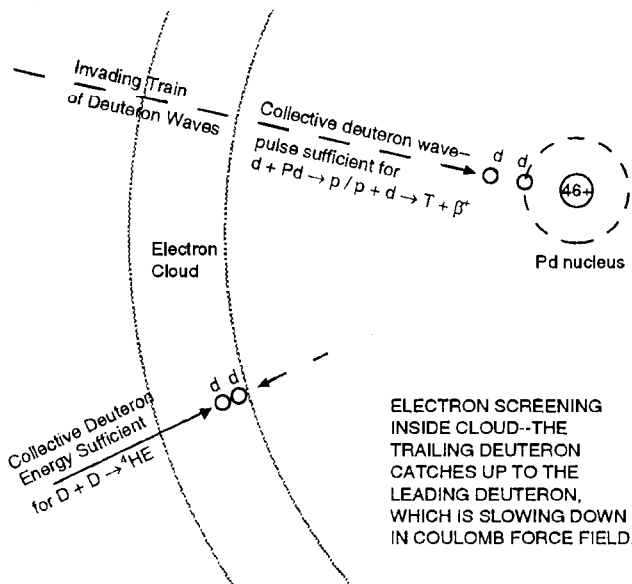 Invading Train
of Deuteron Waves
Collective deuteron wave--
pulse sufficient for
d + Pd → p / p + d → T + β⁺
d d
46+
Pd nucleus
Electron
Cloud
d d
Collective Deuteron
Energy Sufficient
for D + D → ⁴HE
ELECTRON SCREENING
INSIDE CLOUD--THE
TRAILING DEUTERON
CATCHES UP TO THE
LEADING DEUTERON,
WHICH IS SLOWING DOWN
IN COULOMB FORCE FIELD.